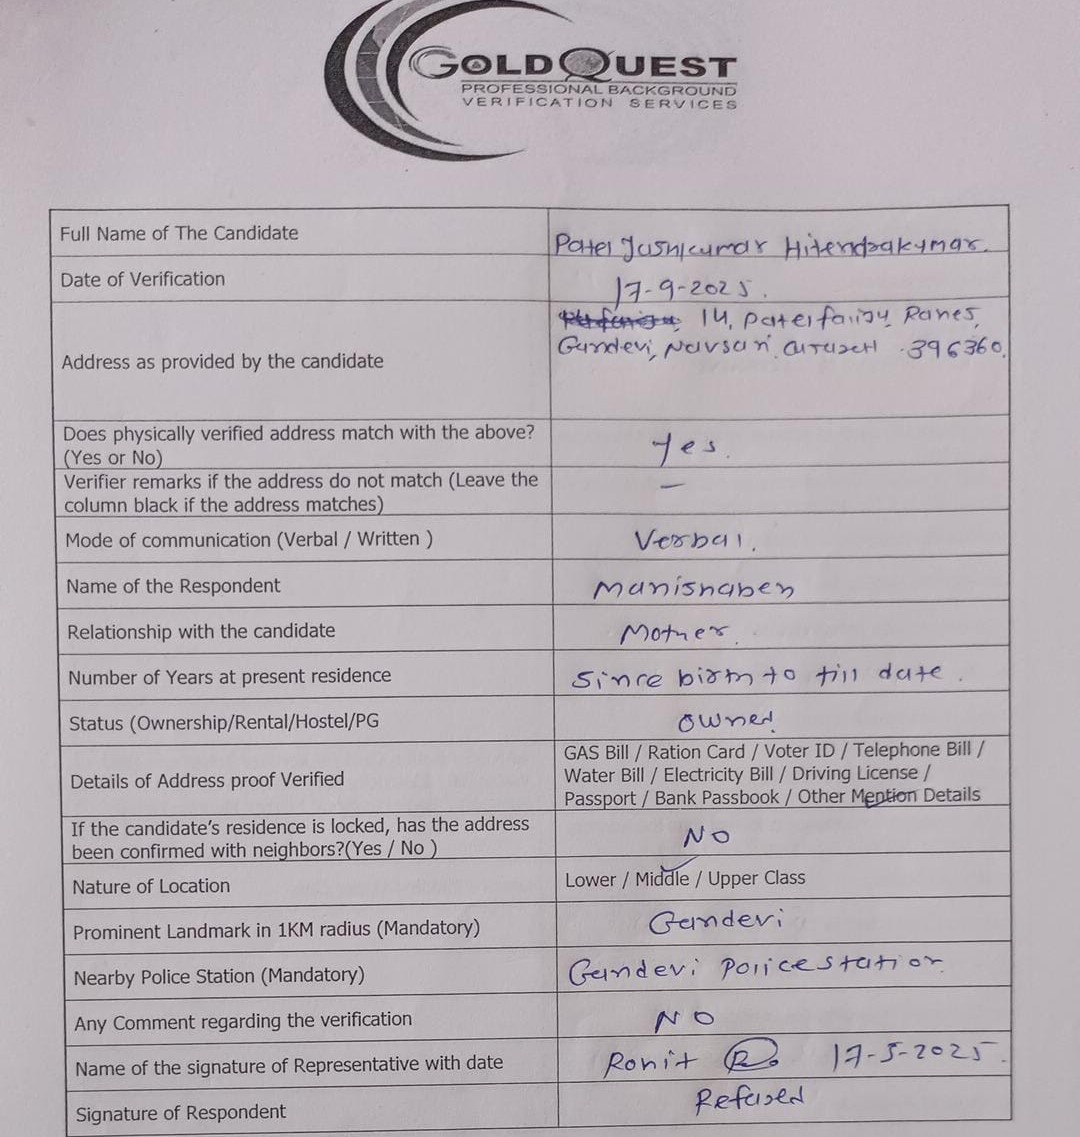 GOLDQUEST
PROFESSIONAL BACKGROUND
VERIFICATION SERVICES
Full Name of The Candidate
Patel Jushkumar Hitendrakumar.
Date of Verification
17-9-2025.
Address as provided by the candidate
14, Patel faliay Ranes,
Gandevi, Navsari, 396360.
Does physically verified address match with the above?
(Yes or No)
Yes.
Verifier remarks if the address do not match (Leave the
column black if the address matches)
—
Mode of communication (Verbal / Written )
Verbal.
Name of the Respondent
Manishaben
Relationship with the candidate
Mother.
Number of Years at present residence
Since birth to till date.
Status (Ownership/Rental/Hostel/PG
Owned
Details of Address proof Verified
GAS Bill / Ration Card / Voter ID / Telephone Bill /
Water Bill / Electricity Bill / Driving License /
Passport / Bank Passbook / Other Mention Details
If the candidate's residence is locked, has the address
been confirmed with neighbors?(Yes / No )
NO
Nature of Location
Lower / Middle / Upper Class
Prominent Landmark in 1KM radius (Mandatory)
Gandevi
Nearby Police Station (Mandatory)
Gandevi Police station
Any Comment regarding the verification
NO
Name of the signature of Representative with date
Ronit R. 17-5-2025.
Signature of Respondent
Refused